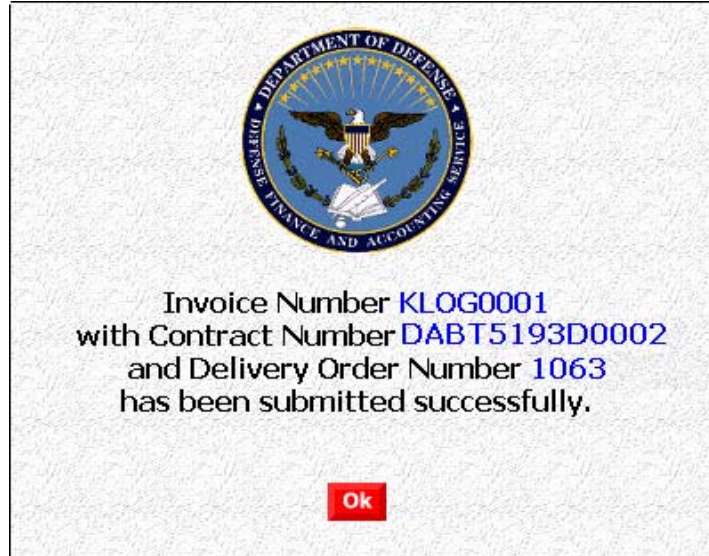 DEPARTMENT OF DEFENSE
DEFENSE FINANCE AND ACCOUNTING SERVICE
Invoice Number KLOG0001
with Contract Number DABT5193D0002
and Delivery Order Number 1063
has been submitted successfully.
Ok